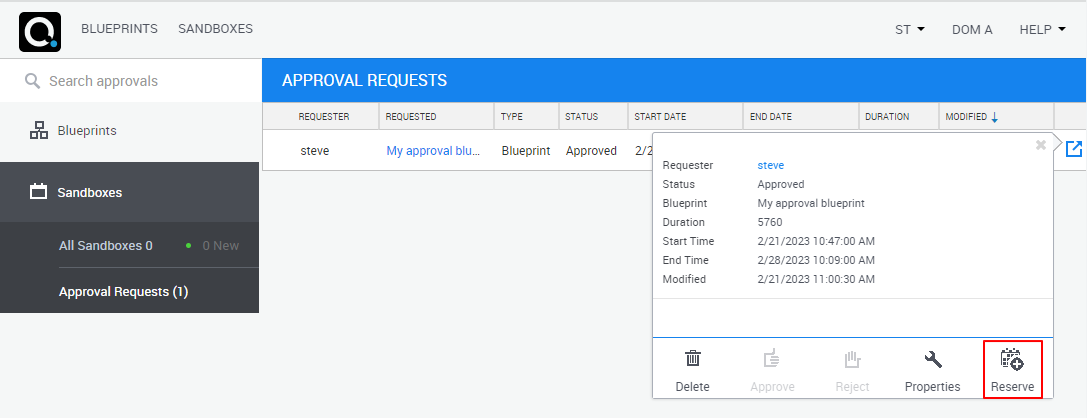 BLUEPRINTS SANDBOXES ST DOM A HELP
Search approvals
APPROVAL REQUESTS
REQUESTER REQUESTED TYPE STATUS START DATE END DATE DURATION MODIFIED
Blueprints
steve My approval blu... Blueprint Approved 2/2
Requester steve
Status Approved
Blueprint My approval blueprint
Duration 5760
Start Time 2/21/2023 10:47:00 AM
End Time 2/28/2023 10:09:00 AM
Modified 2/21/2023 11:00:30 AM
Sandboxes
All Sandboxes 0 0 New
Approval Requests (1)
Delete Approve Reject Properties Reserve